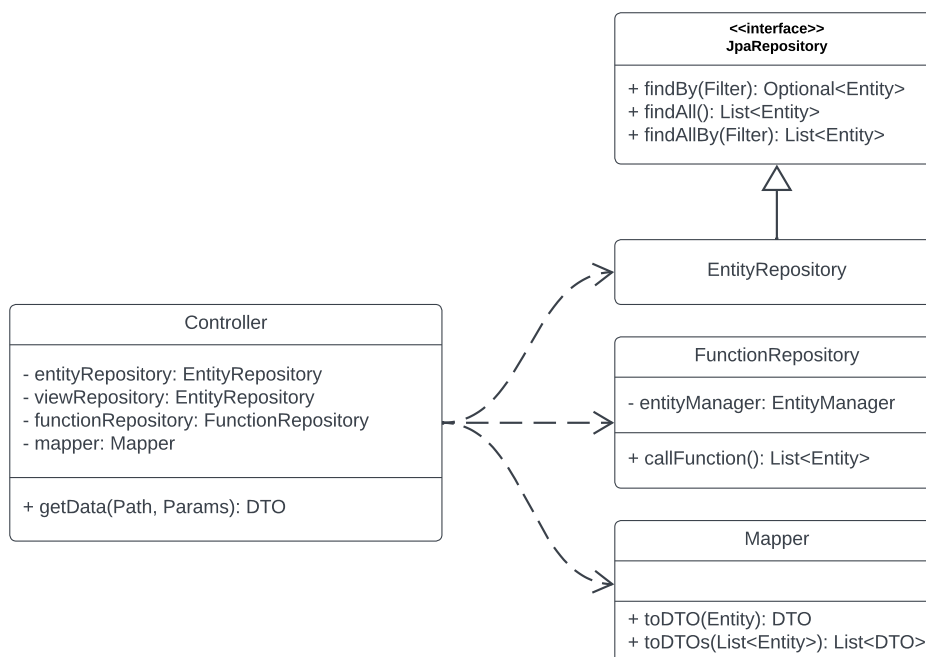 <<interface>>
JpaRepository
+ findBy(Filter): Optional<Entity>
+ findAll(): List<Entity>
+ findAllBy(Filter): List<Entity>
EntityRepository
Controller
- entityRepository: EntityRepository
- viewRepository: EntityRepository
- functionRepository: FunctionRepository
- mapper: Mapper
+ getData(Path, Params): DTO
FunctionRepository
- entityManager: EntityManager
+ callFunction(): List<Entity>
Mapper
+ toDTO(Entity): DTO
+ toDTOs(List<Entity>): List<DTO>